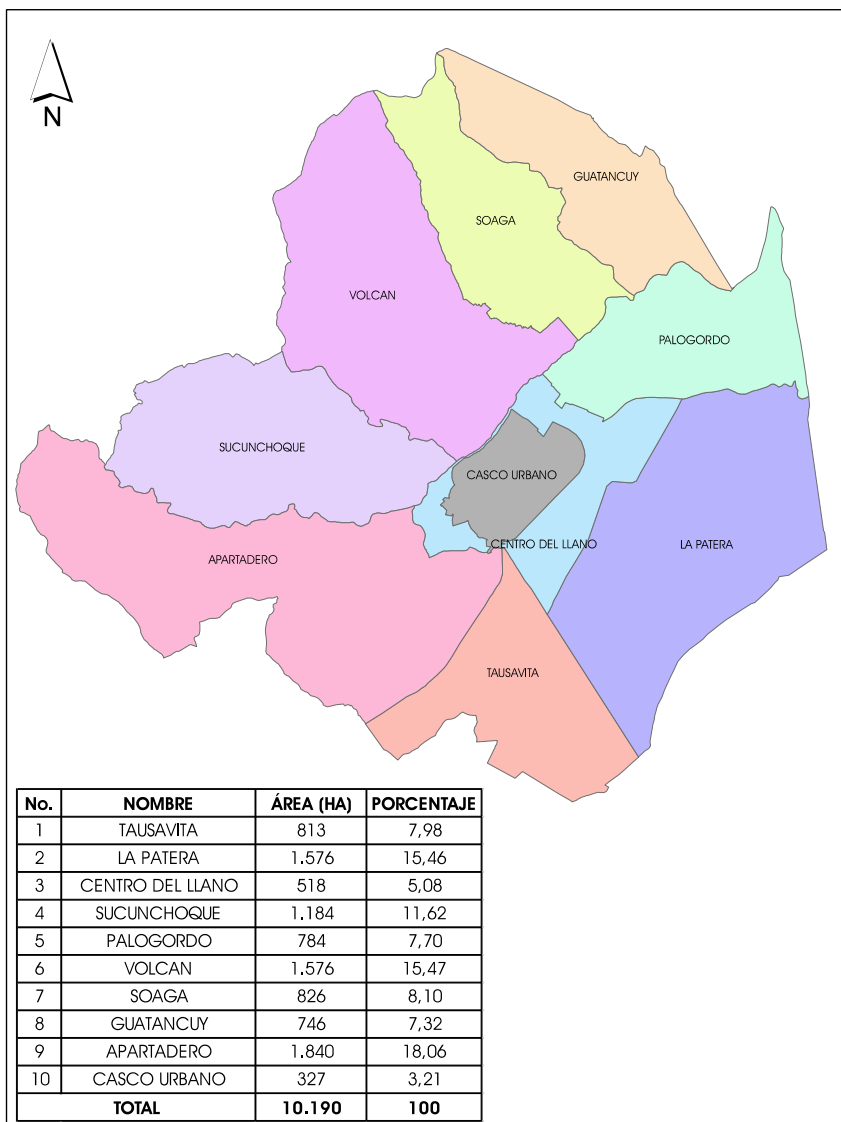 N
GUATANCUY
SOAGA
VOLCAN
PALOGORDO
SUCUNCHOQUE
CASCO URBANO
CENTRO DEL LLANO
LA PATERA
APARTADERO
TAUSAVITA
No. NOMBRE ÁREA (HA) PORCENTAJE
1 TAUSAVITA 813 7,98
2 LA PATERA 1.576 15,46
3 CENTRO DEL LLANO 518 5,08
4 SUCUNCHOQUE 1.184 11,62
5 PALOGORDO 784 7,70
6 VOLCAN 1.576 15,47
7 SOAGA 826 8,10
8 GUATANCUY 746 7,32
9 APARTADERO 1.840 18,06
10 CASCO URBANO 327 3,21
TOTAL 10.190 100